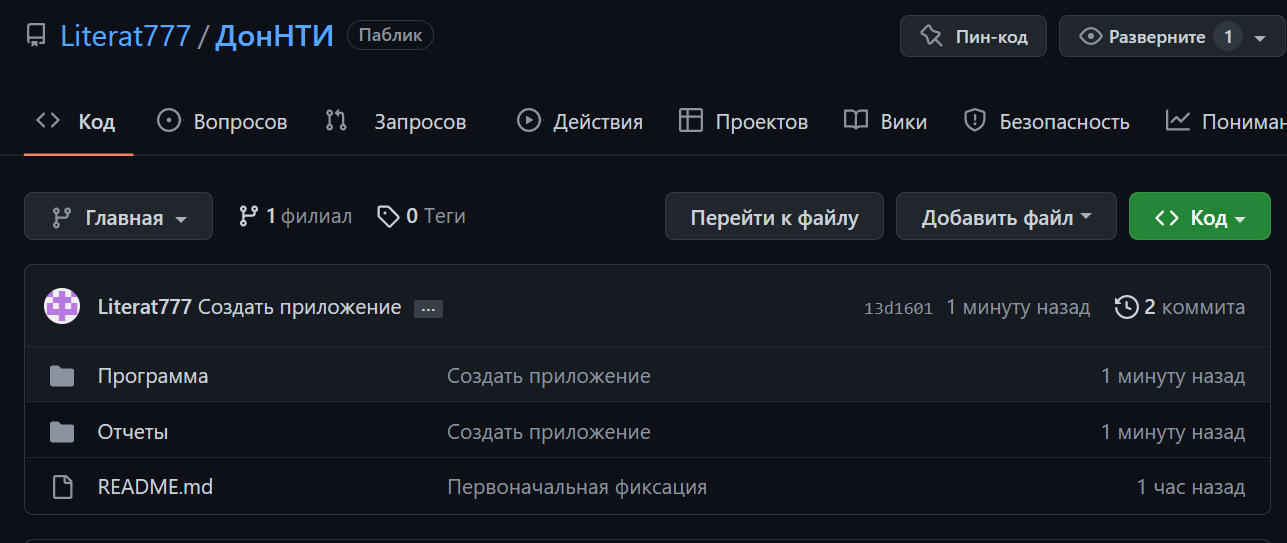 Literat777 / ДонНТИ Паблик Пин-код Разверните 1
Код Вопросов Запросов Действия Проектов Вики Безопасность Пониман
Главная 1 филиал 0 Теги Перейти к файлу Добавить файл Код
Literat777 Создать приложение ... 13d1601 1 минуту назад 2 коммита
Программа Создать приложение 1 минуту назад
Отчеты Создать приложение 1 минуту назад
README.md Первоначальная фиксация 1 час назад